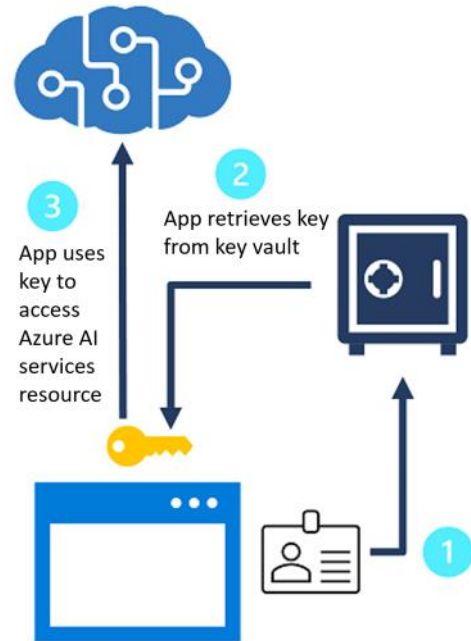 3
App uses
key to
access
Azure AI
services
resource
2
App retrieves key
from key vault
1